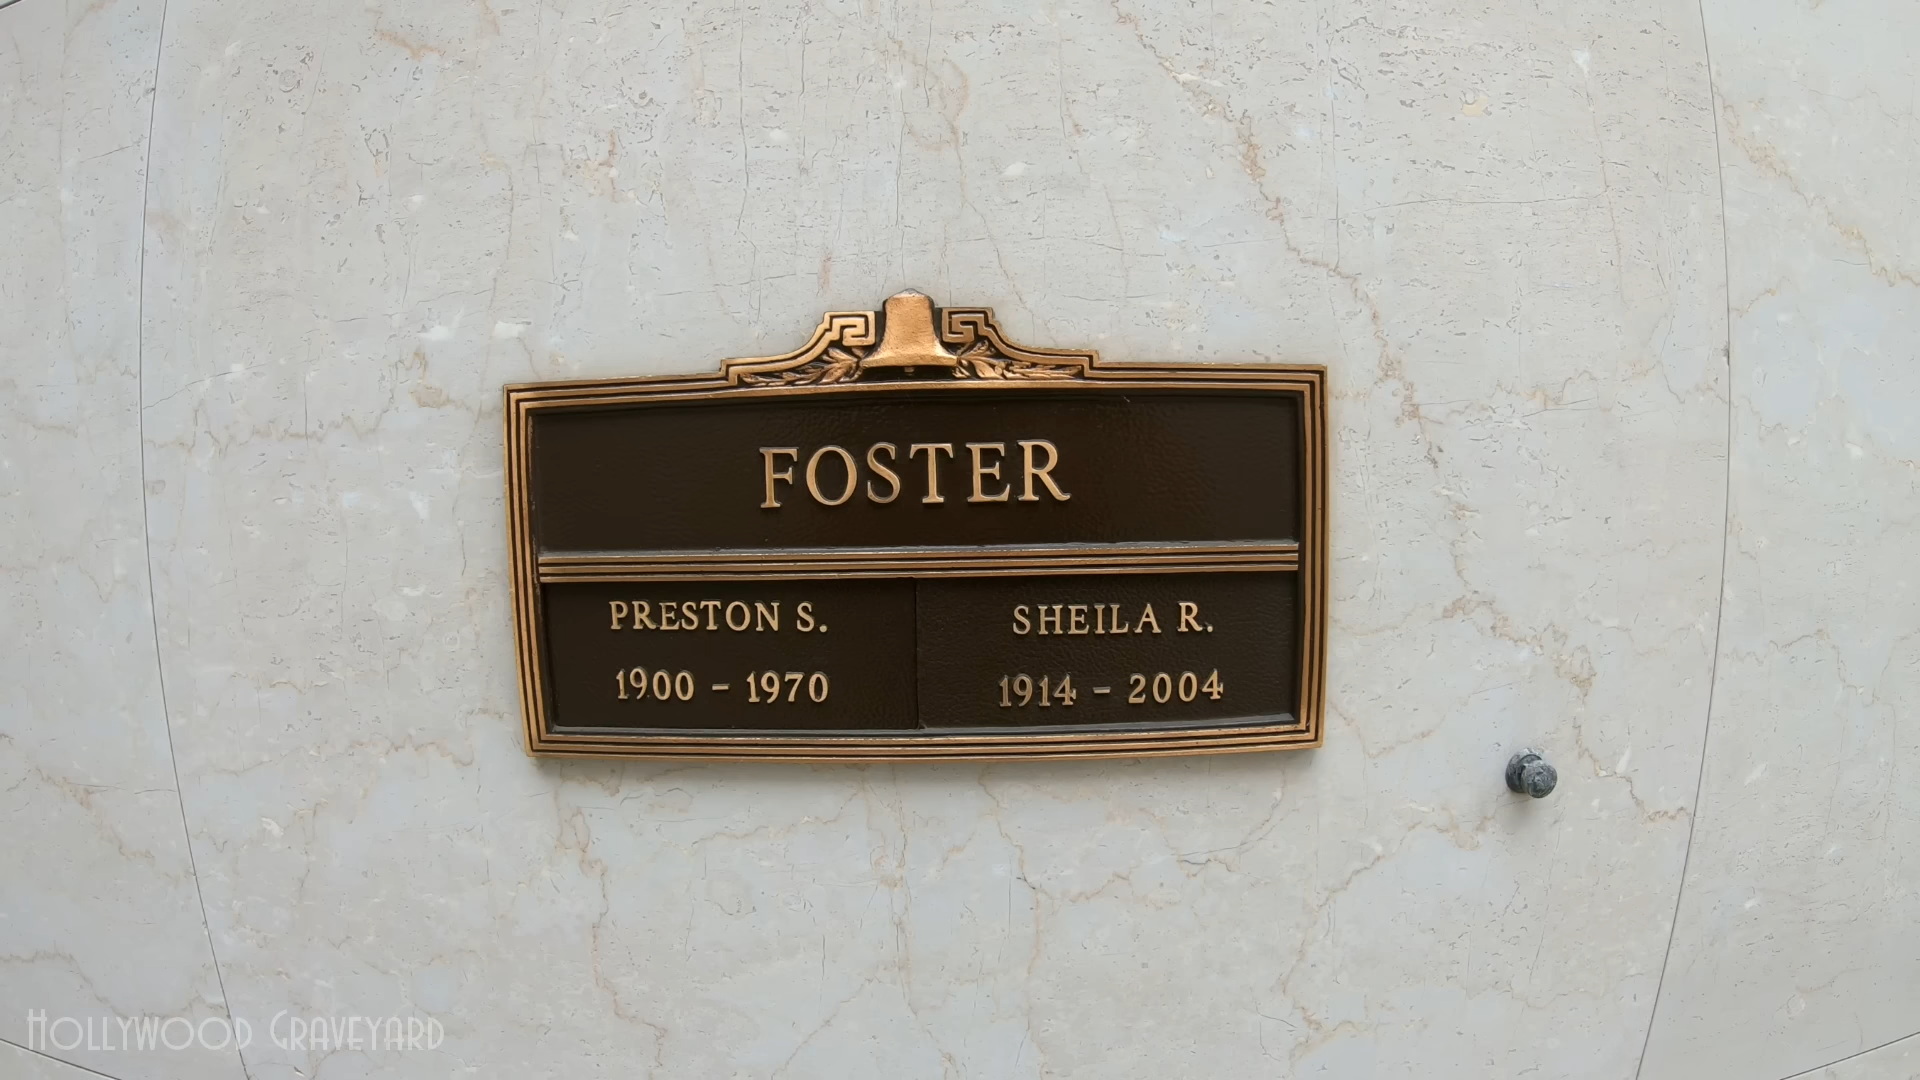 FOSTER
PRESTON S.
1900 - 1970
SHEILA R.
1914 - 2004
HOLLYWOOD GRAVEYARD